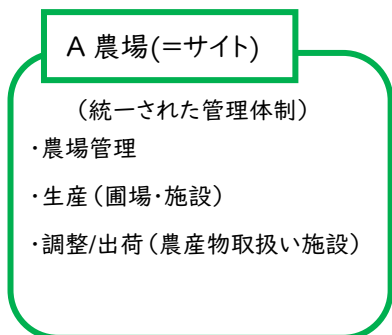 A 農場(=サイト)
（統一された管理体制）
・農場管理
・生産（圃場・施設）
・調整/出荷（農産物取扱い施設）